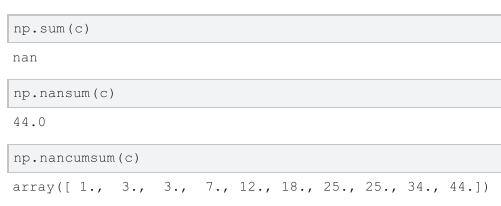 np.sum(c)
nan
np.nansum(c)
44.0
np.nancumsum(c)
array([ 1.,  3.,  3.,  7., 12., 18., 25., 25., 34., 44.])